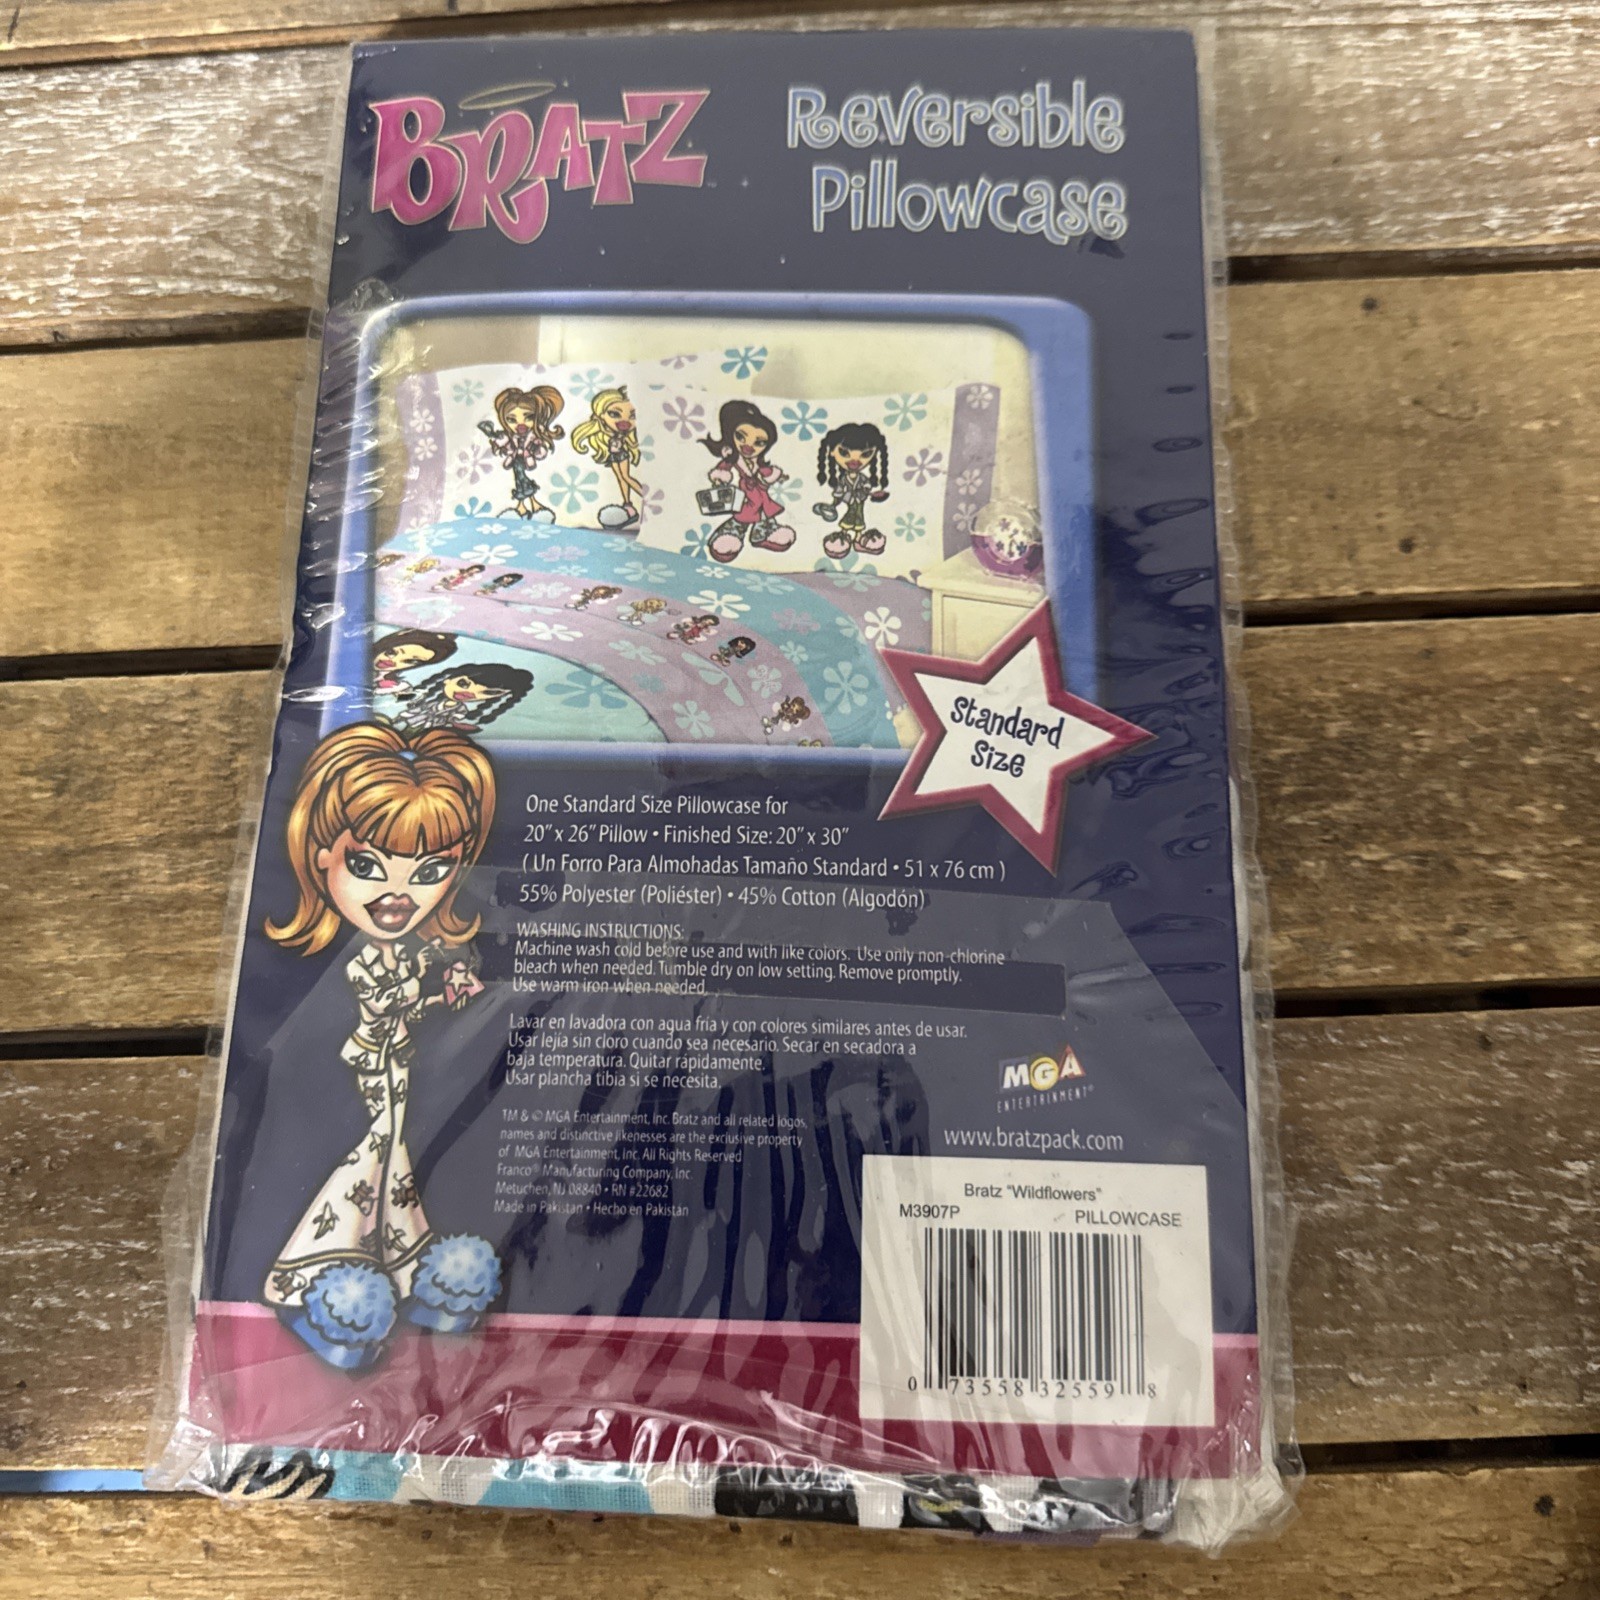 BRATZ
Reversible
Pillowcase
Standard
Size
One Standard Size Pillowcase for
20" x 26" Pillow • Finished Size: 20" x 30"
( Un Forro Para Almohadas Tamaño Standard • 51 x 76 cm )
55% Polyester (Poliéster) • 45% Cotton (Algodón)
WASHING INSTRUCTIONS:
Machine wash cold before use and with like colors. Use only non-chlorine
bleach when needed. Tumble dry on low setting. Remove promptly.
Use warm iron when needed.
Lavar en lavadora con agua fria y con colores similares antes de usar.
Usar lejia sin cloro cuando sea necesario. Secar en secadora a
baja temperatura. Quitar rápidamente.
Usar plancha tibia si se necesita.
TM & © MGA Entertainment, Inc. Bratz and all related logos,
names and distinctive likenesses are the exclusive property
of MGA Entertainment, Inc. All Rights Reserved
Franco® Manufacturing Company, Inc.
Metuchen, NJ 08840 • RN #22682
Made in Pakistan • Hecho en Pakistán
MGA
ENTERTAINMENT®
www.bratzpack.com
Bratz "Wildflowers"
M3907P PILLOWCASE
0 73558 32559 8